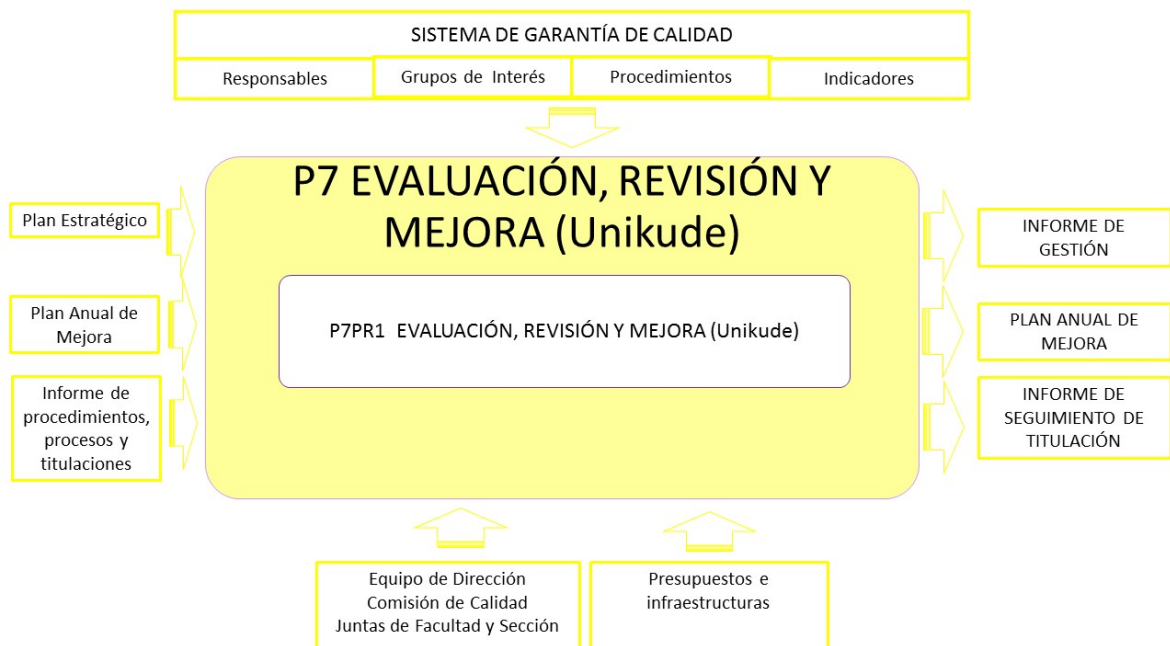 SISTEMA DE GARANTÍA DE CALIDAD
Responsables
Grupos de Interés
Procedimientos
Indicadores
P7 EVALUACIÓN, REVISIÓN Y
MEJORA (Unikude)
P7PR1 EVALUACIÓN, REVISIÓN Y MEJORA (Unikude)
Plan Estratégico
Plan Anual de
Mejora
Informe de
procedimientos,
procesos y
titulaciones
INFORME DE
GESTIÓN
PLAN ANUAL DE
MEJORA
INFORME DE
SEGUIMIENTO DE
TITULACIÓN
Equipo de Dirección
Comisión de Calidad
Juntas de Facultad y Sección
Presupuestos e
infraestructuras